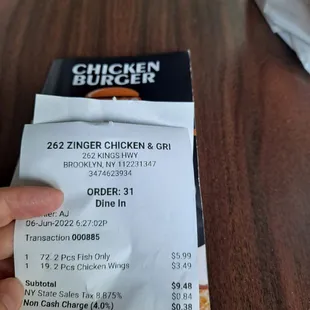 CHICKEN
BURGER
262 ZINGER CHICKEN & GRI
262 KINGS HWY
BROOKLYN, NY 112231347
3474623934
ORDER: 31
Dine In
AJ
06-Jun-2022 6:27:02P
Transaction 000885
1 72. 2 Pcs Fish Only $5.99
1 19. 2 Pcs Chicken Wings $3.49
Subtotal $9.48
NY State Sales Tax 8.875% $0.84
Non Cash Charge (4.0%) $0.38